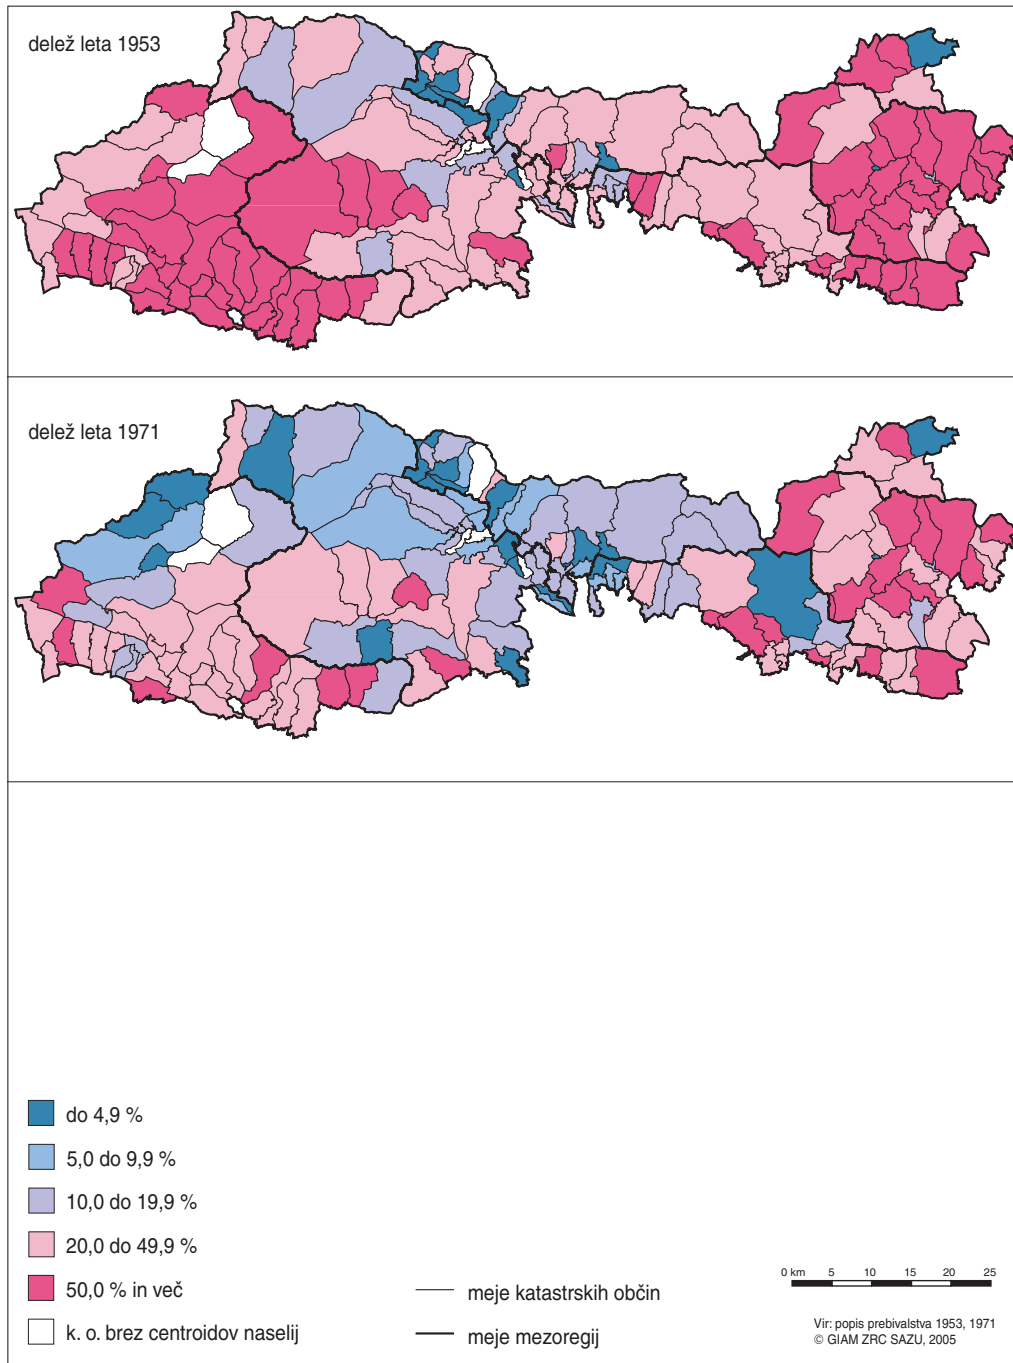 delež leta 1953
delež leta 1971
do 4,9 %
5,0 do 9,9 %
10,0 do 19,9 %
20,0 do 49,9 %
50,0 % in več
k. o. brez centroidov naselij
meje katastrskih občin
meje mezoregij
0 km 5 10 15 20 25
Vir: popis prebivalstva 1953, 1971
© GIAM ZRC SAZU, 2005